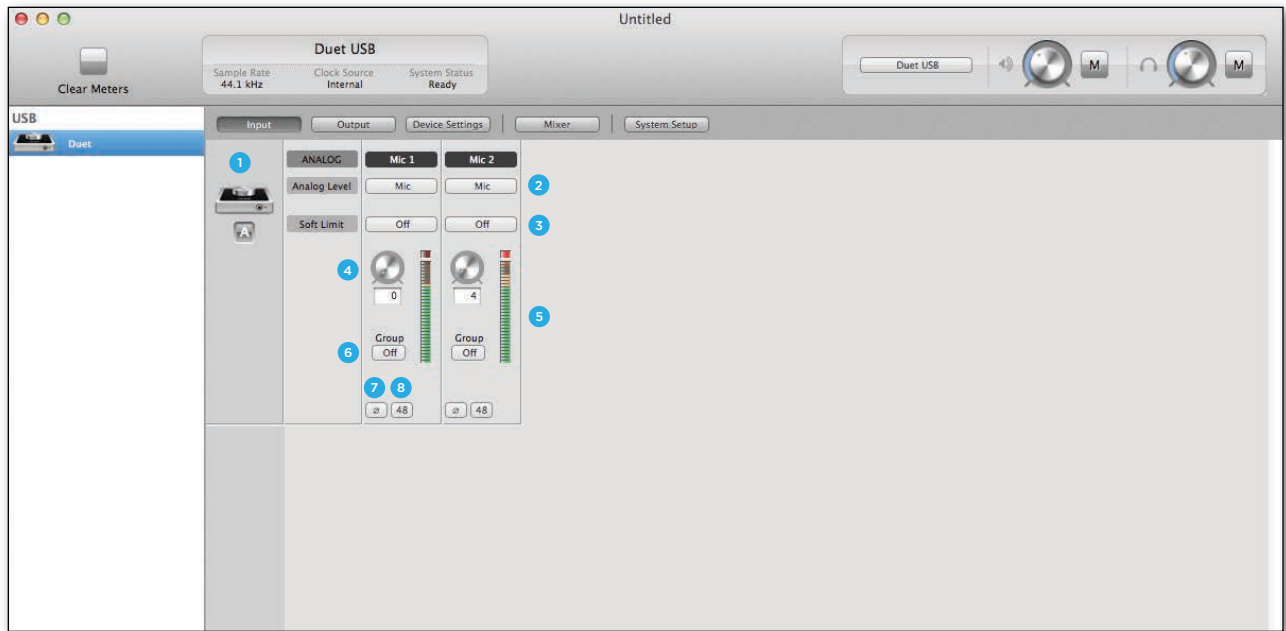 Untitled
Clear Meters
Duet USB
Sample Rate Clock Source System Status
44.1 kHz Internal Ready
Duet USB
M
M
USB
Duet
Input Output Device Settings Mixer System Setup
1
A
ANALOG Mic 1 Mic 2
Analog Level Mic Mic 2
Soft Limit Off Off 3
4
0 4
5
Group Group
6 Off Off
7 8
ø 48 ø 48